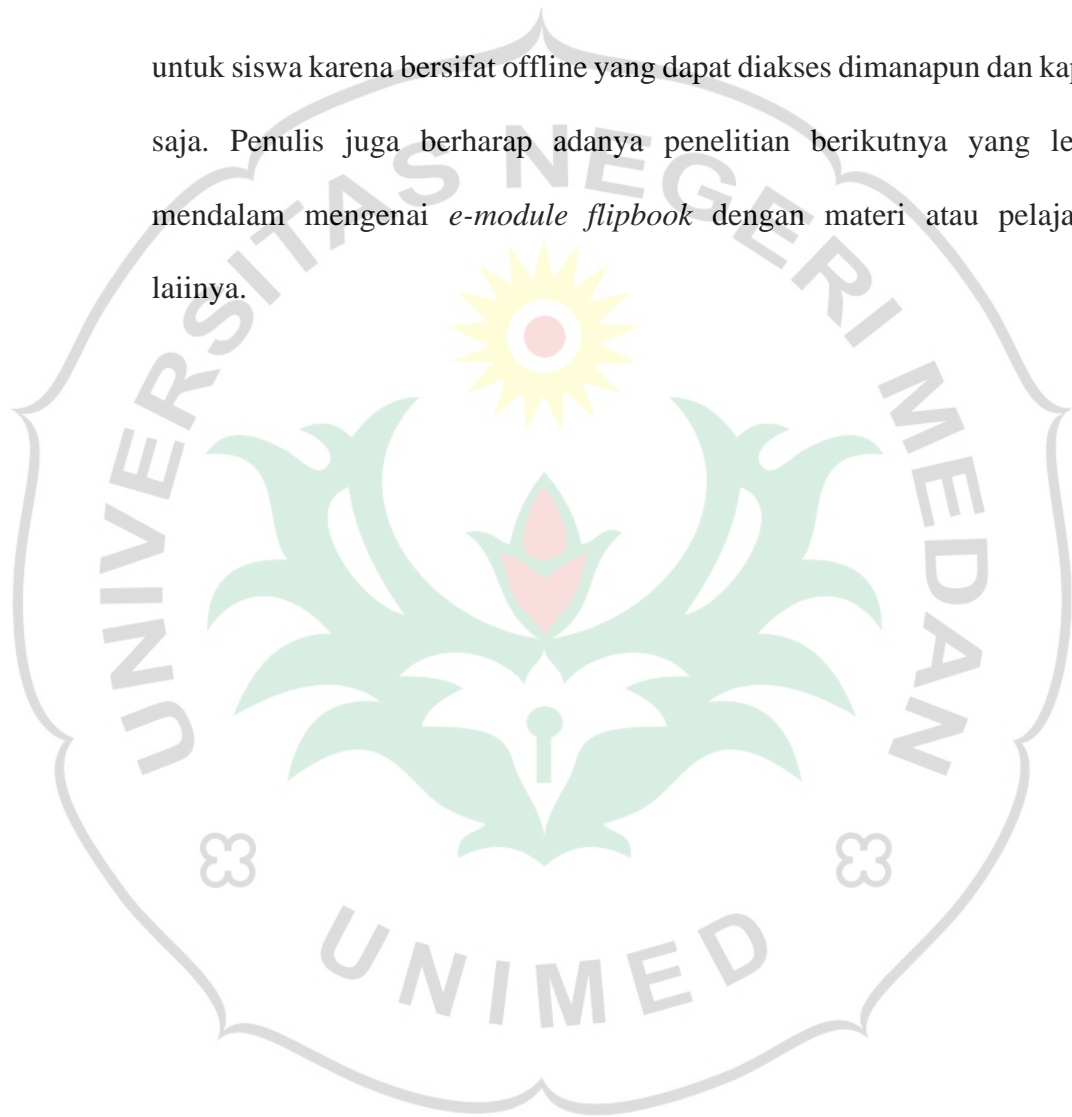 untuk siswa karena bersifat offline yang dapat diakses dimanapun dan kap
saja. Penulis juga berharap adanya penelitian berikutnya yang le
mendalam mengenai e-module flipbook dengan materi atau pelaja
laiinya.
UNIVERSITAS NEGERI MEDAN
UNIMED